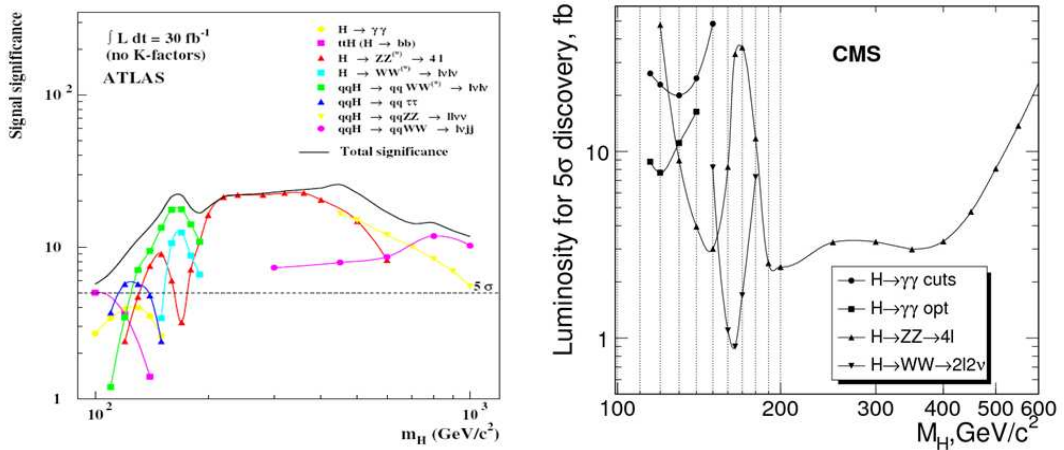 ∫ L dt = 30 fb⁻¹
(no K-factors)
ATLAS
H → γγ
ttH (H → bb)
H → ZZ⁽*⁾ → 4 l
H → WW⁽*⁾ → lνlν
qqH → qq WW⁽*⁾ → lνlν
qqH → qq ττ
qqH → qqZZ → llνν
qqH → qqWW → lνjj
Total significance
Signal significance
10²
10
1
5 σ
10²
10³
m_H (GeV/c²)
Luminosity for 5σ discovery, fb
CMS
10
1
H→γγ cuts
H→γγ opt
H→ZZ→4l
H→WW→2l2ν
100
200
300
400
500
600
M_H,GeV/c²